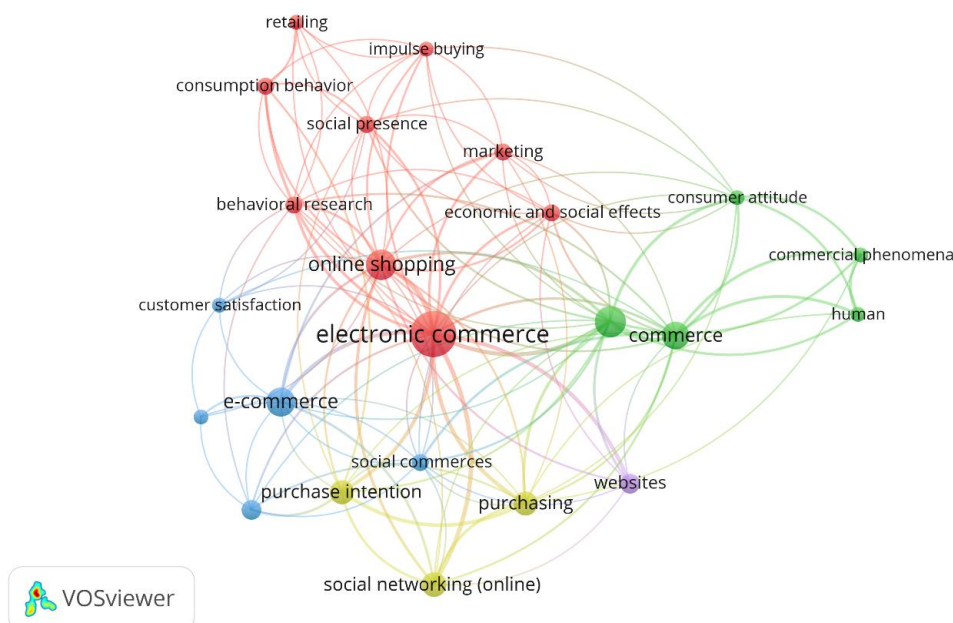 retailing
impulse buying
consumption behavior
social presence
marketing
behavioral research
economic and social effects
consumer attitude
commercial phenomena
online shopping
customer satisfaction
human
electronic commerce
commerce
e-commerce
social commerces
websites
purchase intention
purchasing
social networking (online)
VOSviewer